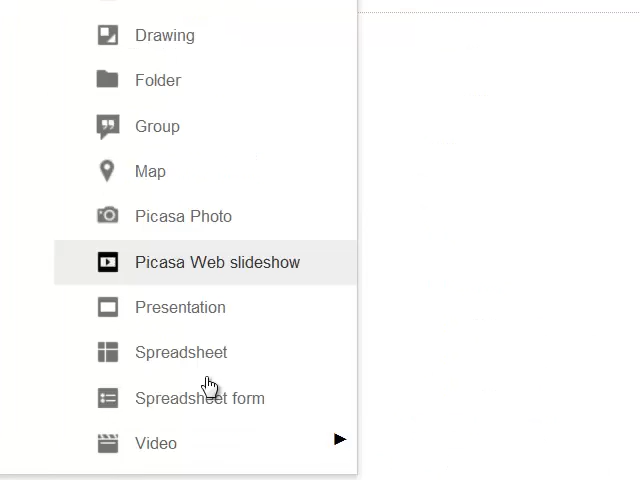 Drawing
Folder
Group
Map
Picasa Photo
Picasa Web slideshow
Presentation
Spreadsheet
Spreadsheet form
Video